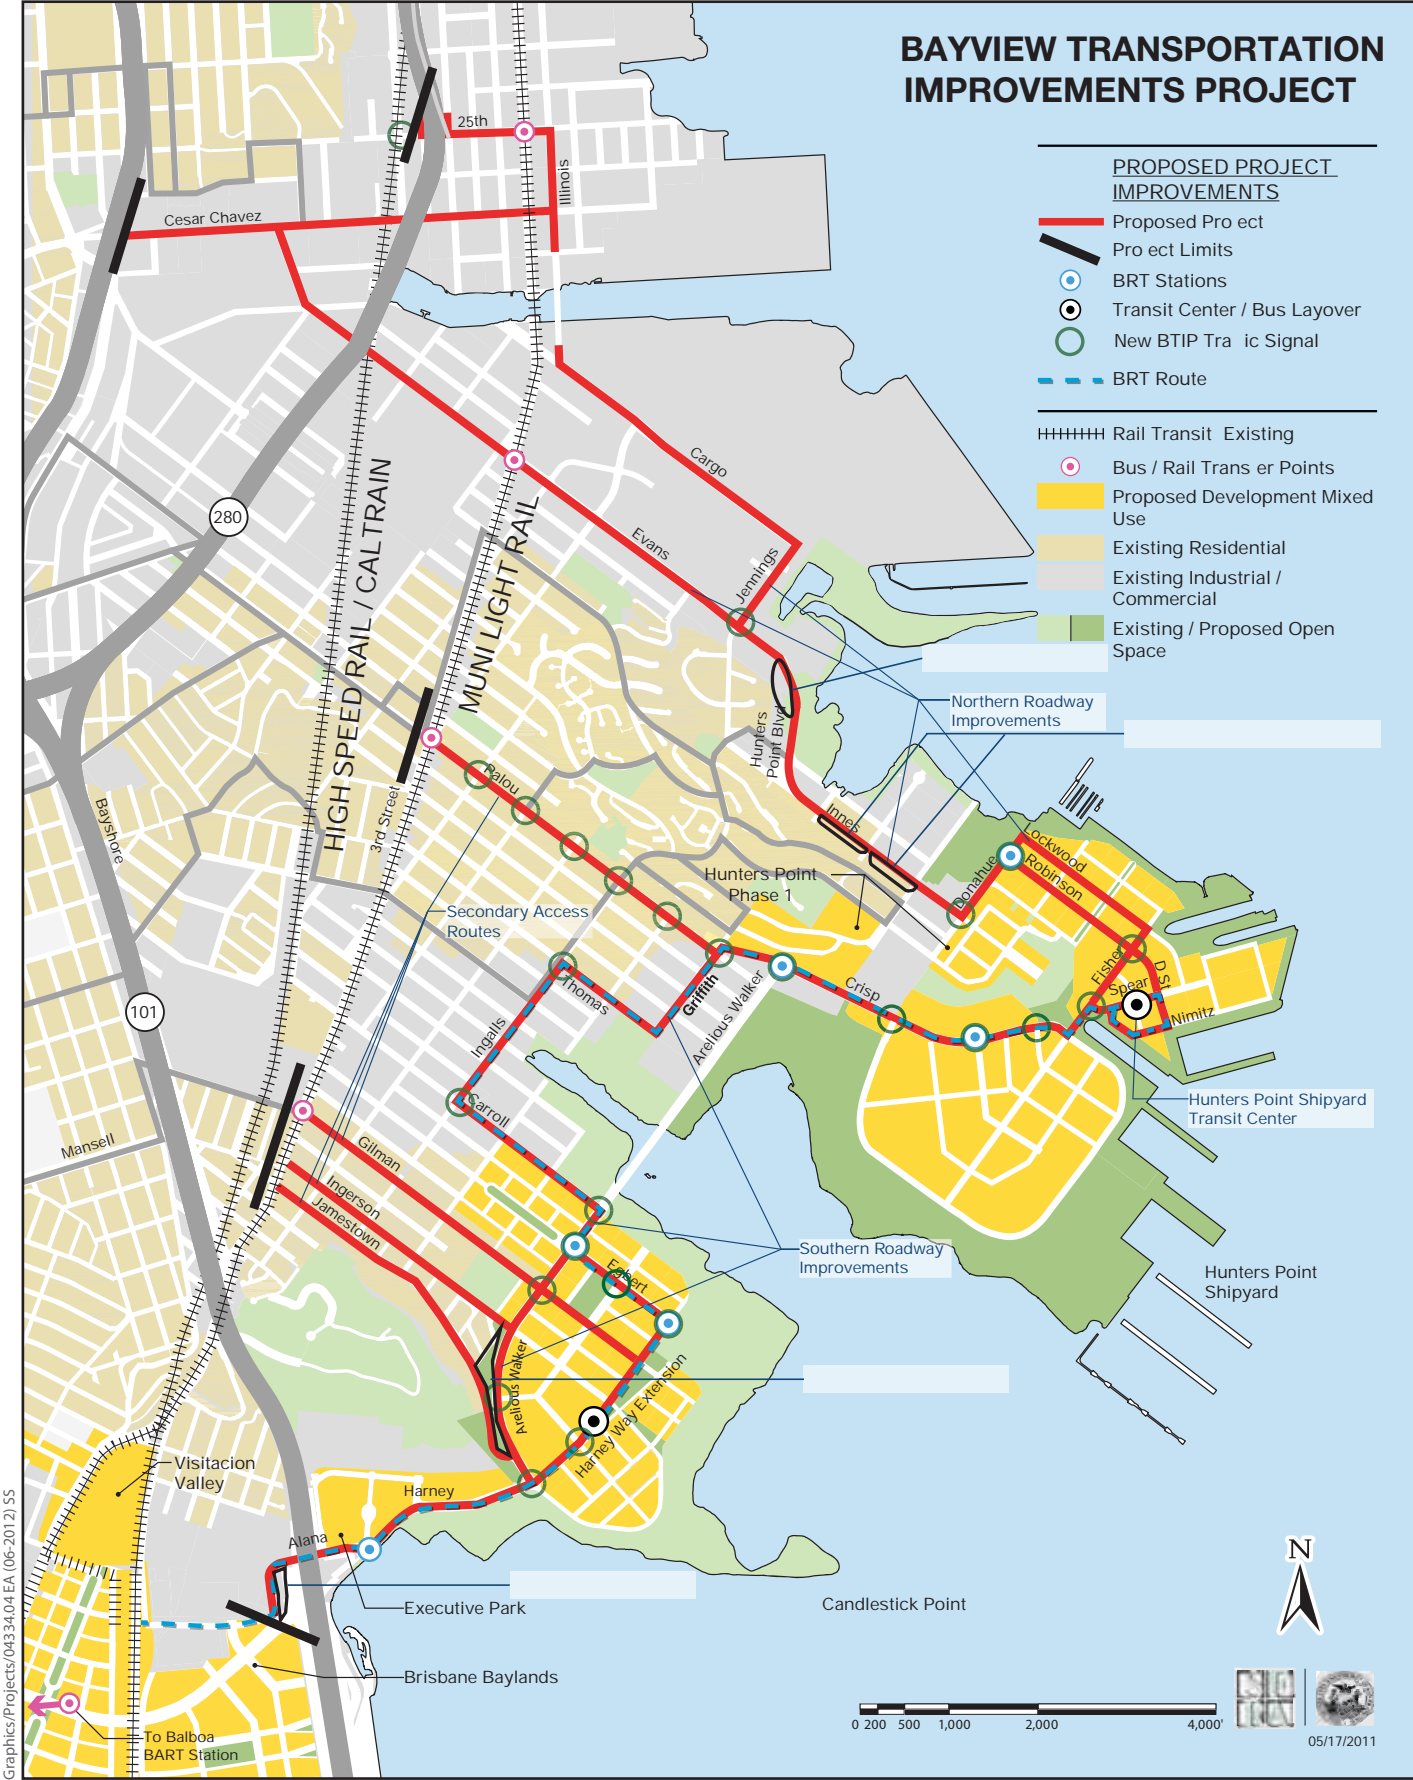 BAYVIEW TRANSPORTATION
IMPROVEMENTS PROJECT
PROPOSED PROJECT
IMPROVEMENTS
Proposed Pro ect
Pro ect Limits
BRT Stations
Transit Center / Bus Layover
New BTIP Tra ic Signal
BRT Route
Rail Transit Existing
Bus / Rail Trans er Points
Proposed Development Mixed
Use
Existing Residential
Existing Industrial /
Commercial
Existing / Proposed Open
Space
25th
Illinois
Cesar Chavez
280
HIGH SPEED RAIL / CALTRAIN
MUNI LIGHT RAIL
Cargo
Evans
Jennings
Northern Roadway
Improvements
Hunters
Point Blvd
Innes
Palou
3rd Street
Bayshore
Lockwood
Robinson
Donahue
Hunters Point
Phase 1
Secondary Access
Routes
Fisher
D St
Spear
Nimitz
Crisp
Griffith
Arelious Walker
Thomas
Ingalls
101
Carroll
Hunters Point Shipyard
Transit Center
Mansell
Gilman
Ingerson
Jamestown
Southern Roadway
Improvements
Egbert
Hunters Point
Shipyard
Arelious Walker
Harney Way Extension
Visitacion
Valley
Harney
Alana
Executive Park
Candlestick Point
N
Brisbane Baylands
To Balboa
BART Station
0 200 500 1,000 2,000 4,000'
05/17/2011
Graphics/Projects/04334.04 EA (06-2012) SS